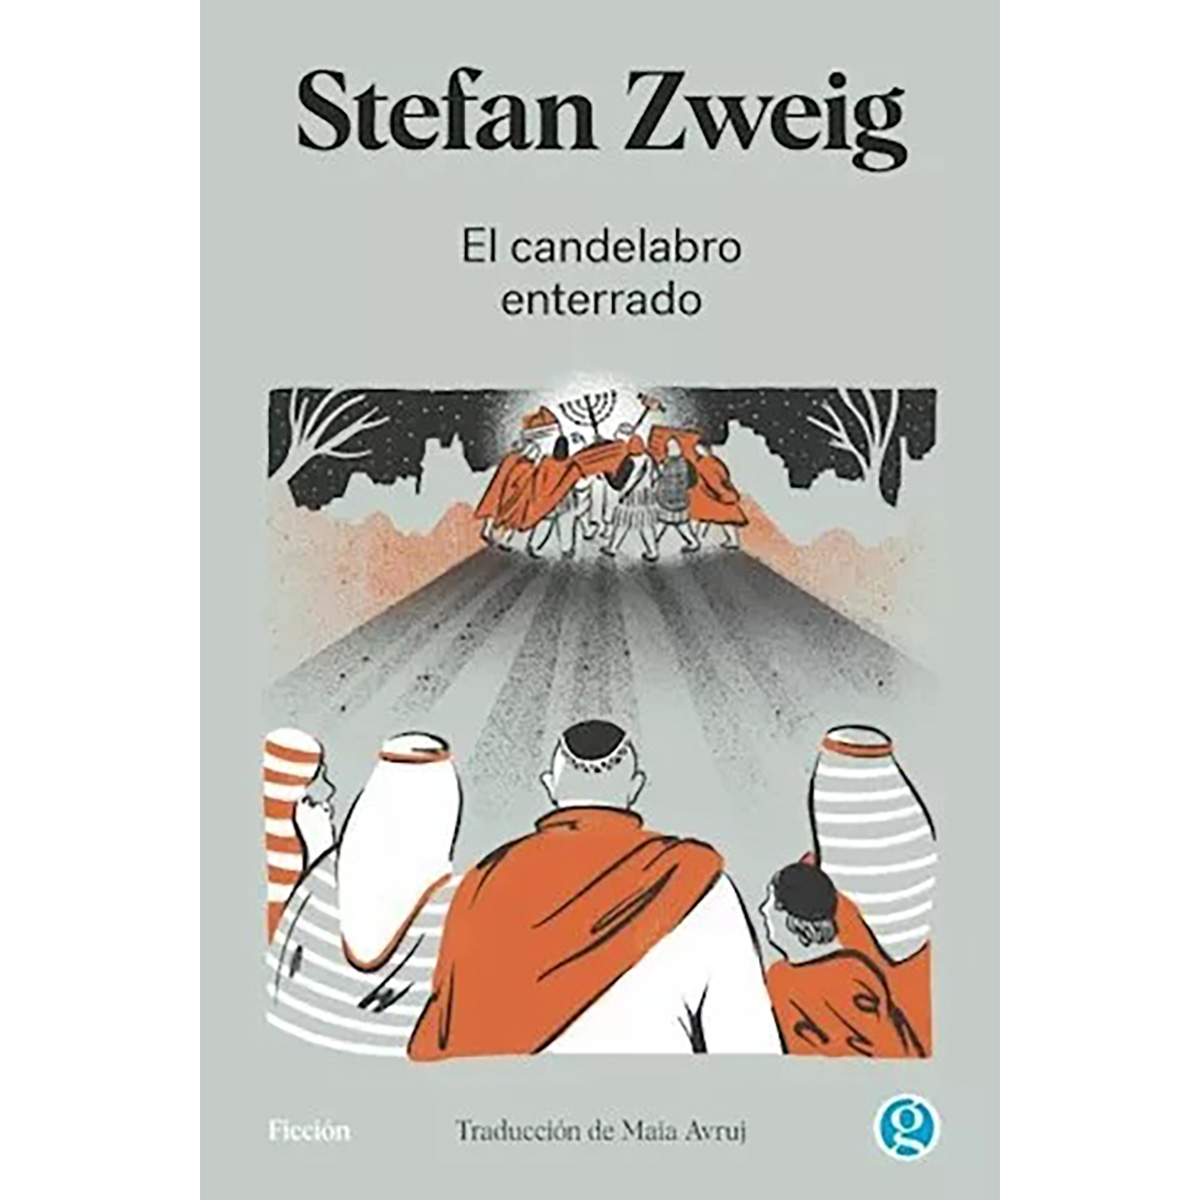 Stefan Zweig
El candelabro
enterrado
Ficción
Traducción de Maia Avruj
g